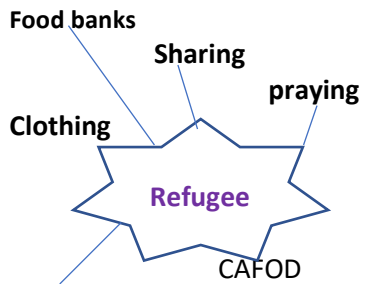 Food banks
Sharing
praying
Clothing
Refugee
CAFOD